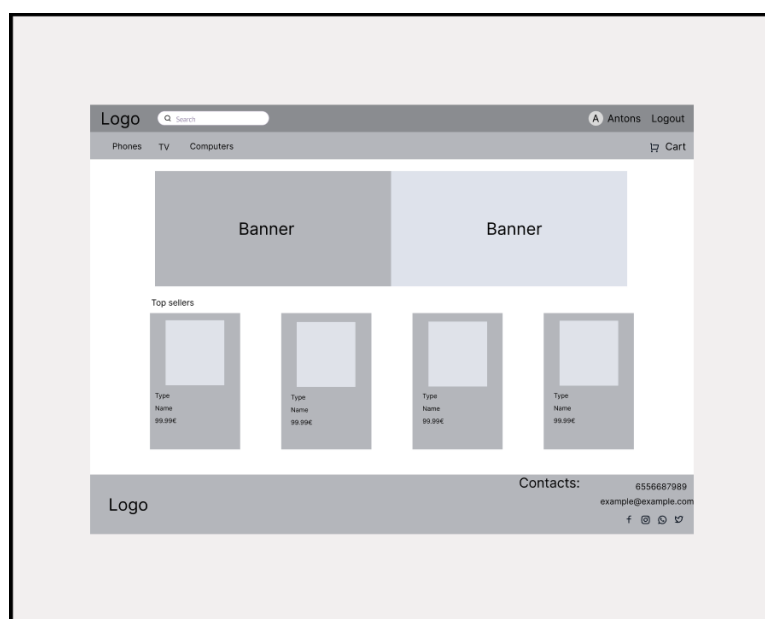 Logo Search A Antons Logout
Phones TV Computers Cart
Banner Banner
Top sellers
Type Type Type Type
Name Name Name Name
99.99€ 99.99€ 99.99€ 99.99€
Contacts: 6556687989
example@example.com
Logo